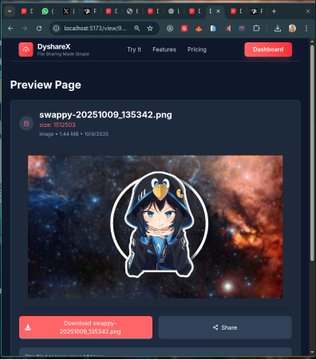 localhost:5173/view/9...
DyshareX
File Sharing Made Simple
Try It
Features
Pricing
Dashboard
Preview Page
swappy-20251009_135342.png
size: 1512503
Image • 1.44 MB • 10/9/2025
Download swappy-
20251009_135342.png
Share